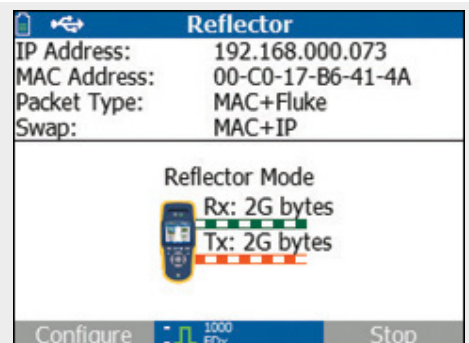 Reflector
IP Address: 192.168.000.073
MAC Address: 00-C0-17-B6-41-4A
Packet Type: MAC+Fluke
Swap: MAC+IP
Reflector Mode
Rx: 2G bytes
Tx: 2G bytes
Configure 1000 FDx Stop